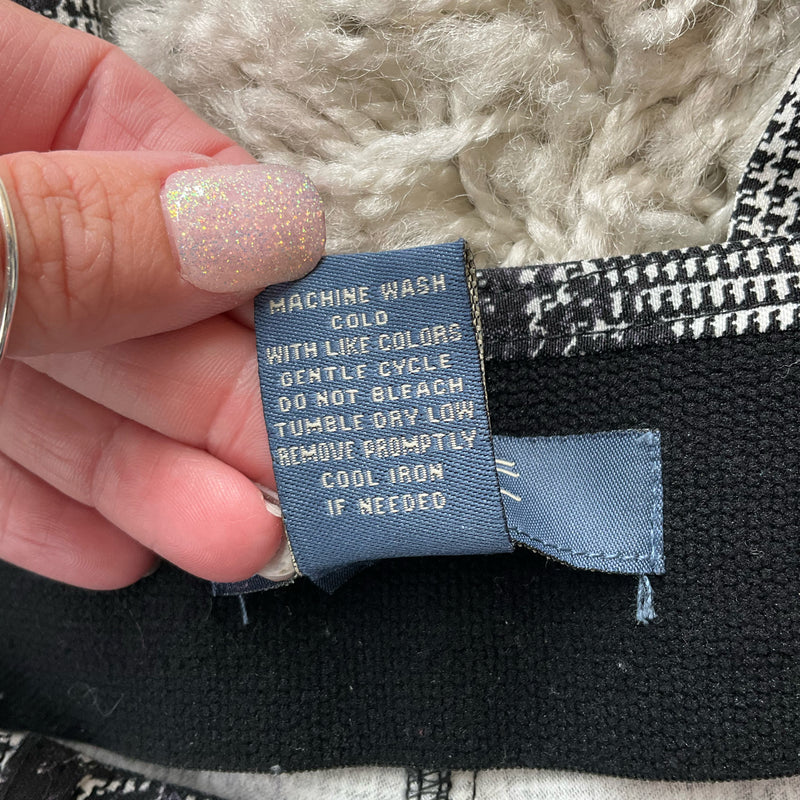 MACHINE WASH
COLD
WITH LIKE COLORS
GENTLE CYCLE
DO NOT BLEACH
TUMBLE DRY LOW
REMOVE PROMPTLY
COOL IRON
IF NEEDED